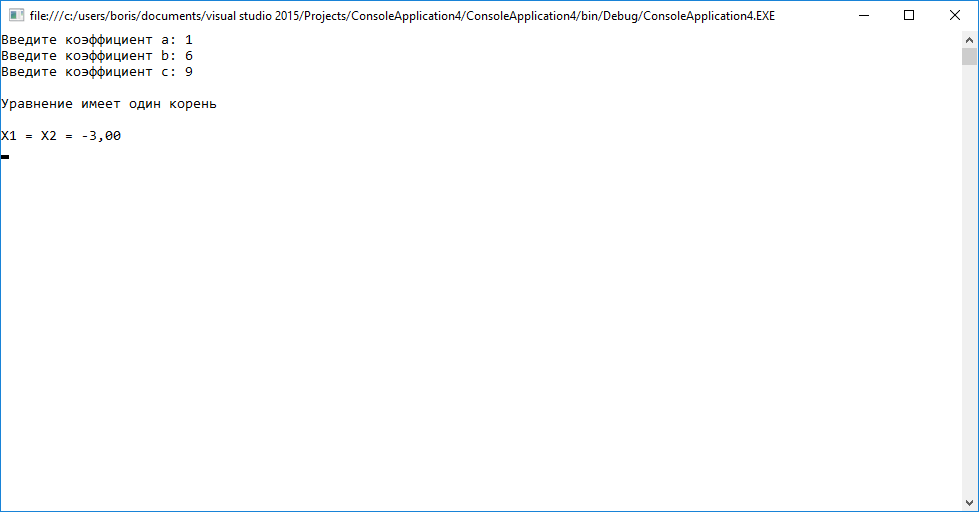 file:///c:/users/boris/documents/visual studio 2015/Projects/ConsoleApplication4/ConsoleApplication4/bin/Debug/ConsoleApplication4.EXE
Введите коэффициент a: 1
Введите коэффициент b: 6
Введите коэффициент c: 9
Уравнение имеет один корень
X1 = X2 = -3,00